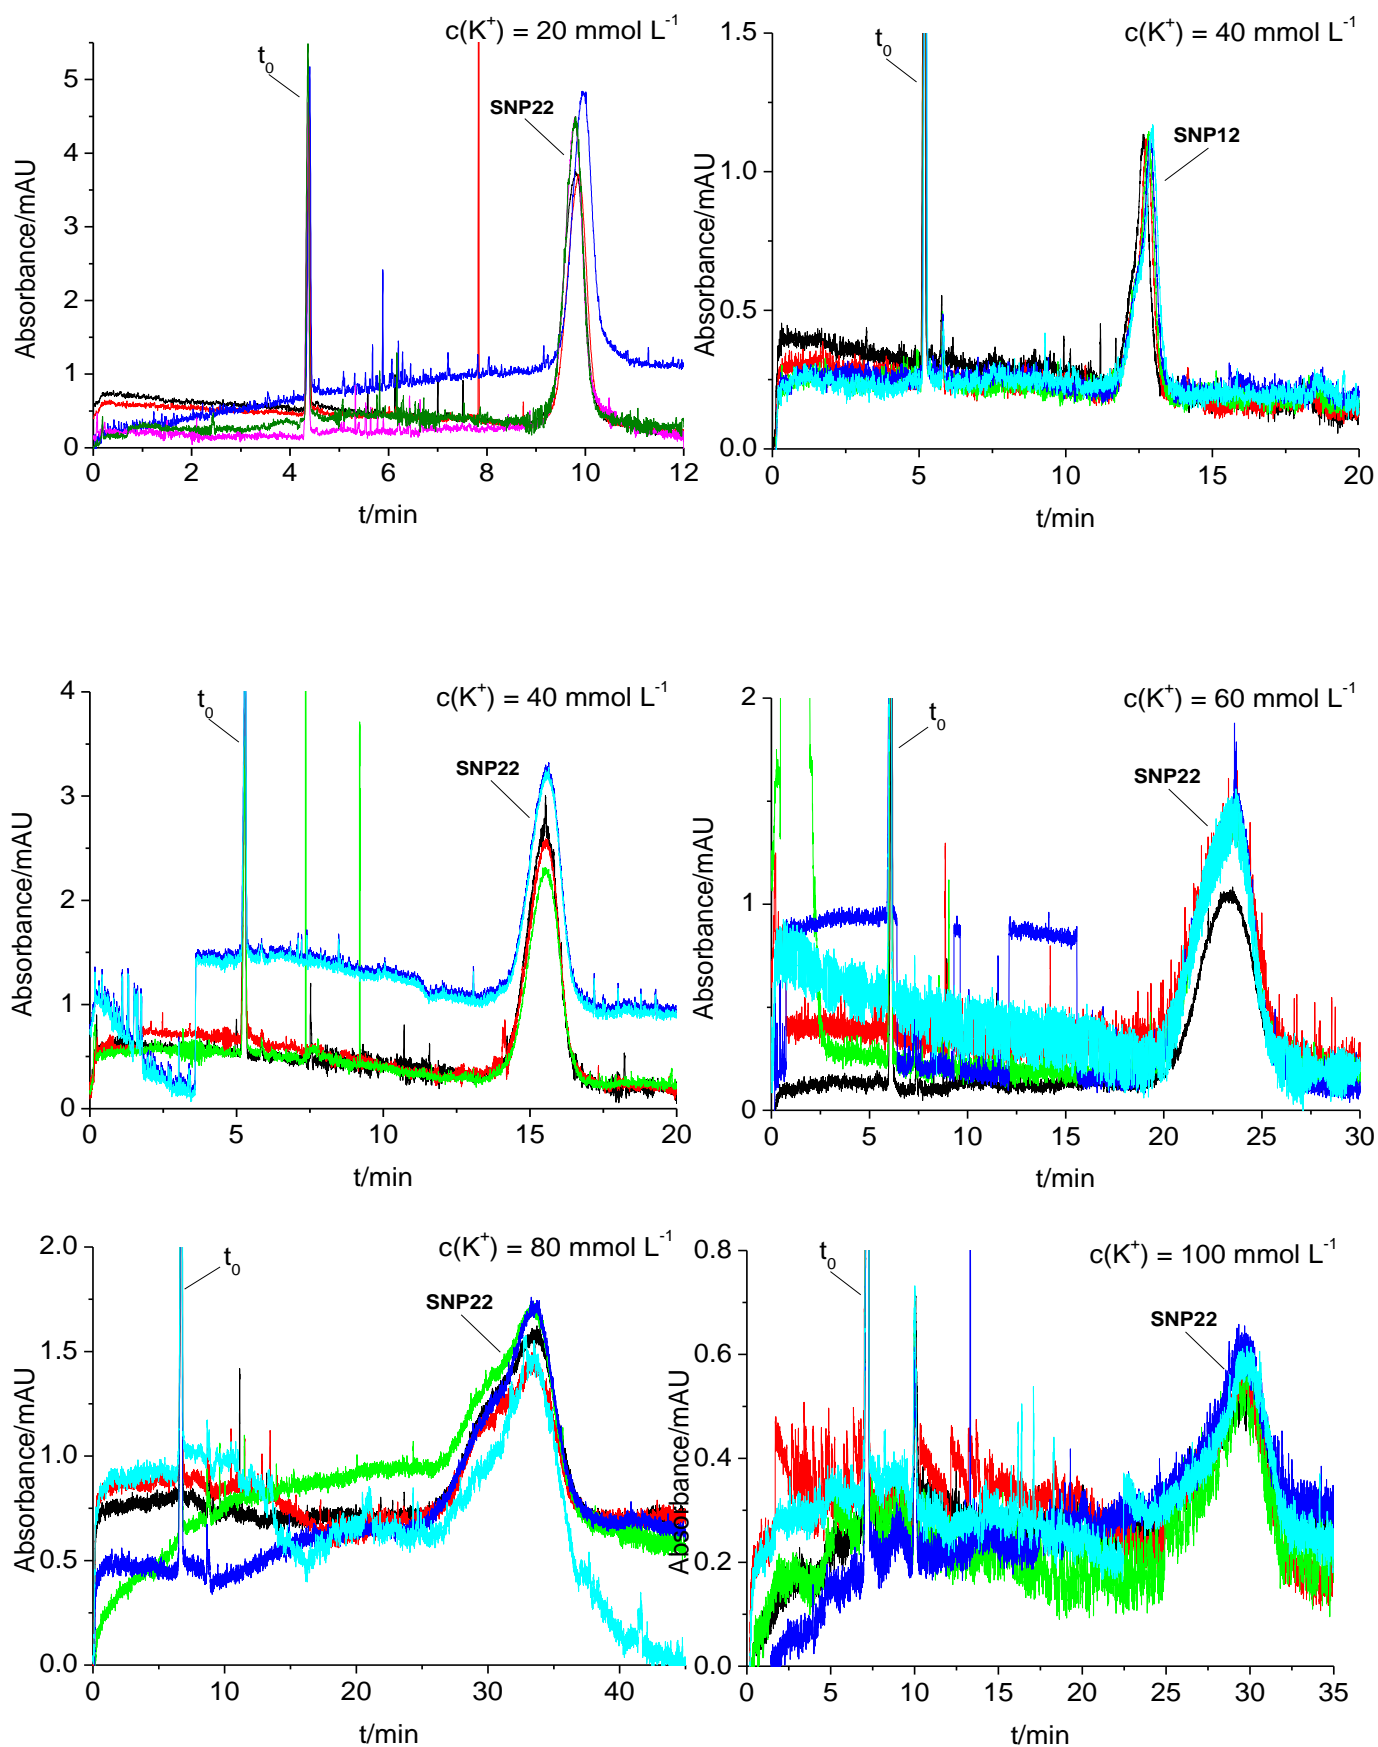 c(K⁺) = 20 mmol L⁻¹
t₀
SNP22
Absorbance/mAU
5
4
3
2
1
0
0 2 4 6 8 10 12
t/min
c(K⁺) = 40 mmol L⁻¹
t₀
SNP12
Absorbance/mAU
1.5
1.0
0.5
0.0
0 5 10 15 20
t/min
c(K⁺) = 40 mmol L⁻¹
t₀
SNP22
Absorbance/mAU
4
3
2
1
0
0 5 10 15 20
t/min
c(K⁺) = 60 mmol L⁻¹
t₀
SNP22
Absorbance/mAU
2
1
0
0 5 10 15 20 25 30
t/min
c(K⁺) = 80 mmol L⁻¹
t₀
SNP22
Absorbance/mAU
2.0
1.5
1.0
0.5
0.0
0 10 20 30 40
t/min
c(K⁺) = 100 mmol L⁻¹
t₀
SNP22
Absorbance/mAU
0.8
0.6
0.4
0.2
0.0
0 5 10 15 20 25 30 35
t/min